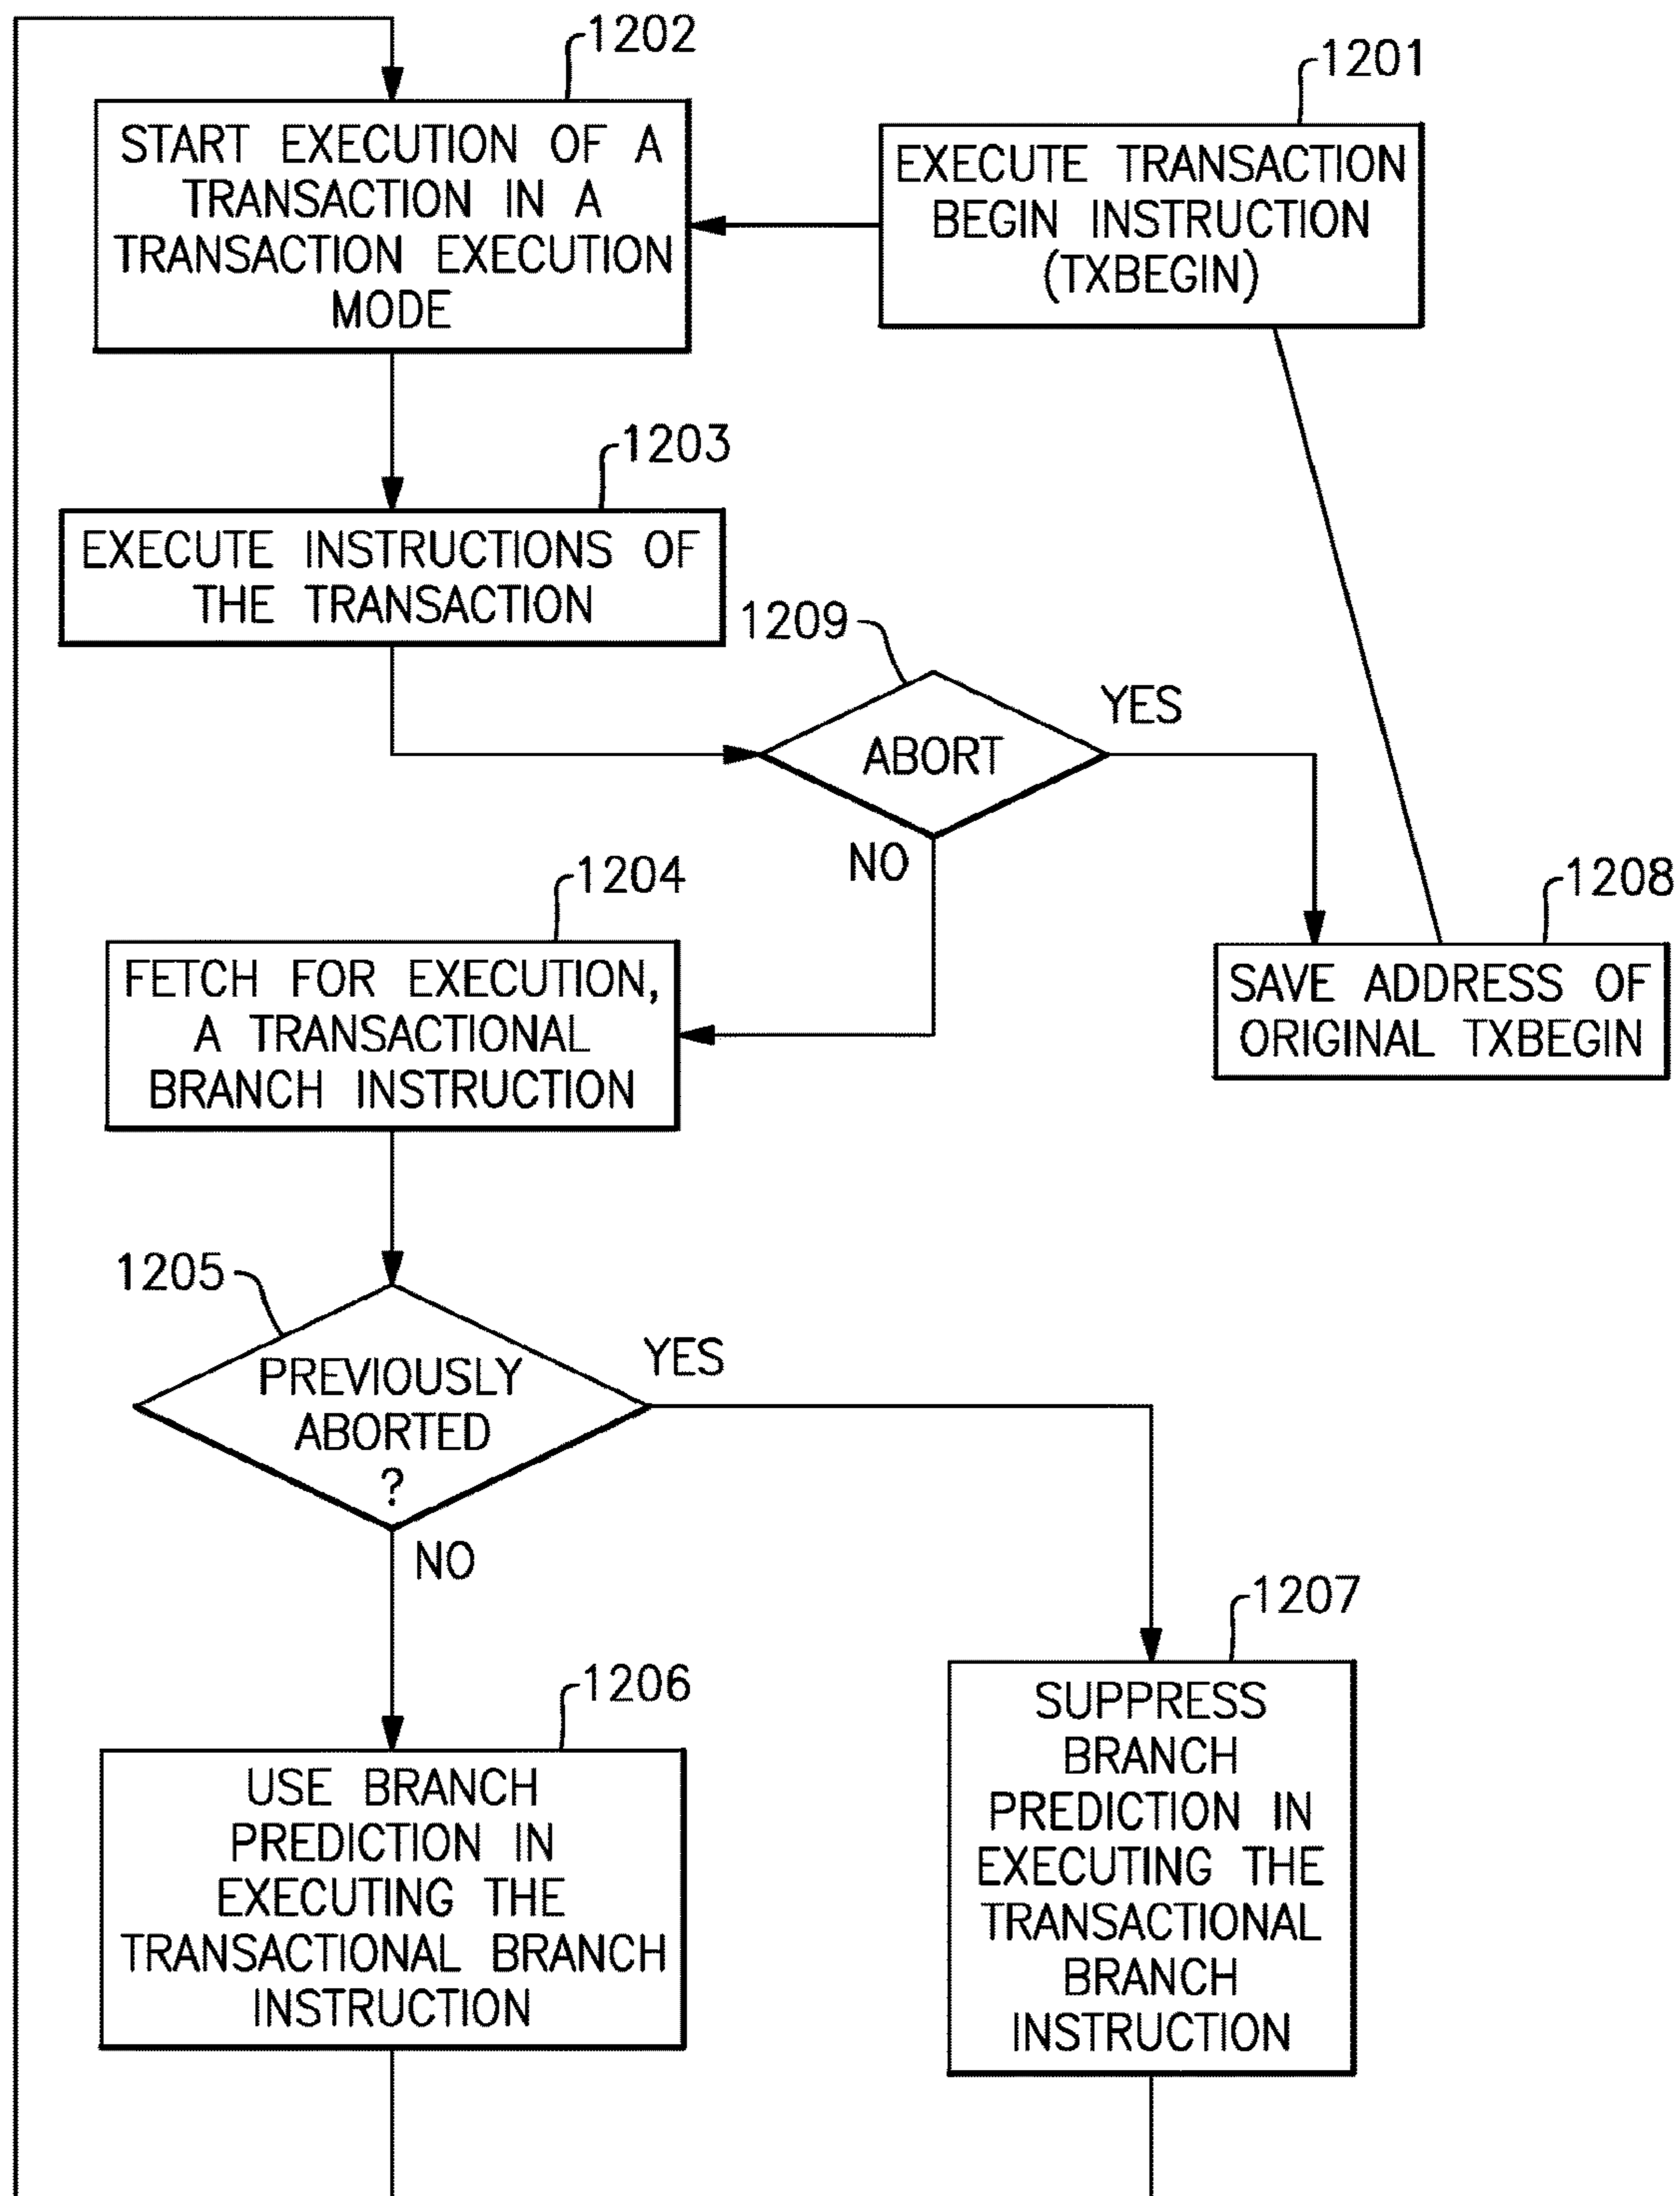 1202
START EXECUTION OF A
TRANSACTION IN A
TRANSACTION EXECUTION
MODE
1201
EXECUTE TRANSACTION
BEGIN INSTRUCTION
(TXBEGIN)
1203
EXECUTE INSTRUCTIONS OF
THE TRANSACTION
1209
ABORT
YES
NO
1208
SAVE ADDRESS OF
ORIGINAL TXBEGIN
1204
FETCH FOR EXECUTION,
A TRANSACTIONAL
BRANCH INSTRUCTION
1205
PREVIOUSLY
ABORTED
?
YES
NO
1206
USE BRANCH
PREDICTION IN
EXECUTING THE
TRANSACTIONAL BRANCH
INSTRUCTION
1207
SUPPRESS
BRANCH
PREDICTION IN
EXECUTING THE
TRANSACTIONAL
BRANCH
INSTRUCTION